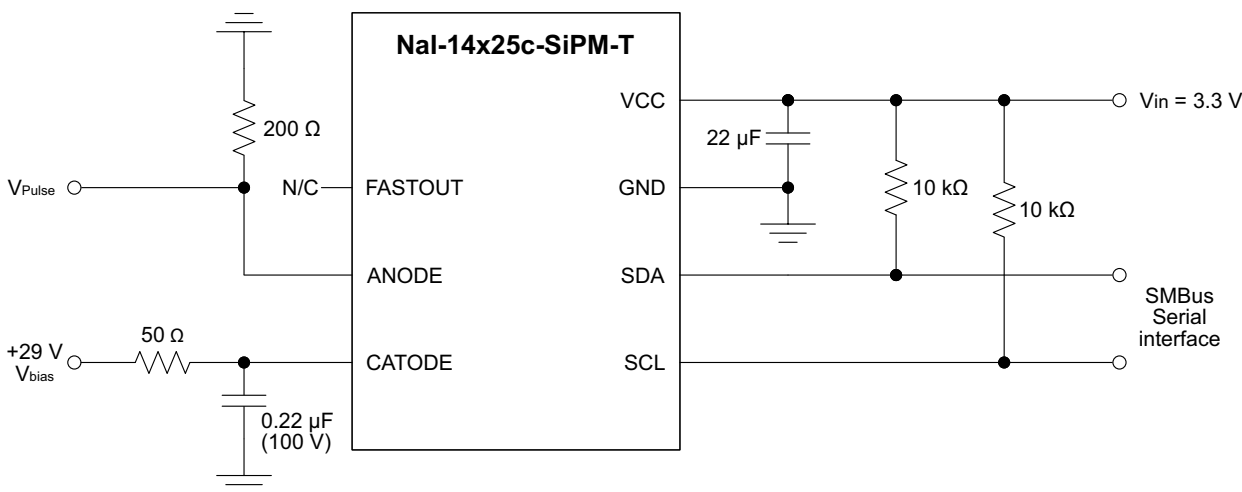 NaI-14x25c-SiPM-T
VCC
Vin = 3.3 V
200 Ω
22 µF
VPulse
N/C
FASTOUT
GND
10 kΩ
10 kΩ
ANODE
SDA
SMBus
Serial
interface
50 Ω
+29 V
Vbias
CATODE
SCL
0.22 µF
(100 V)